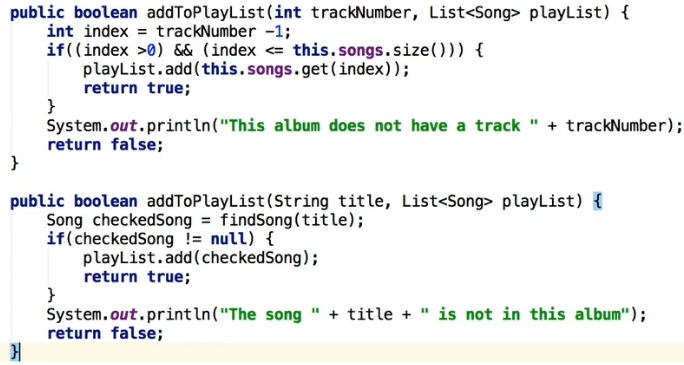 public boolean addToPlayList(int trackNumber, List<Song> playList) {
    int index = trackNumber -1;
    if((index >0) && (index <= this.songs.size())) {
        playList.add(this.songs.get(index));
        return true;
    }
    System.out.println("This album does not have a track " + trackNumber);
    return false;
}

public boolean addToPlayList(String title, List<Song> playList) {
    Song checkedSong = findSong(title);
    if(checkedSong != null) {
        playList.add(checkedSong);
        return true;
    }
    System.out.println("The song " + title + " is not in this album");
    return false;
}